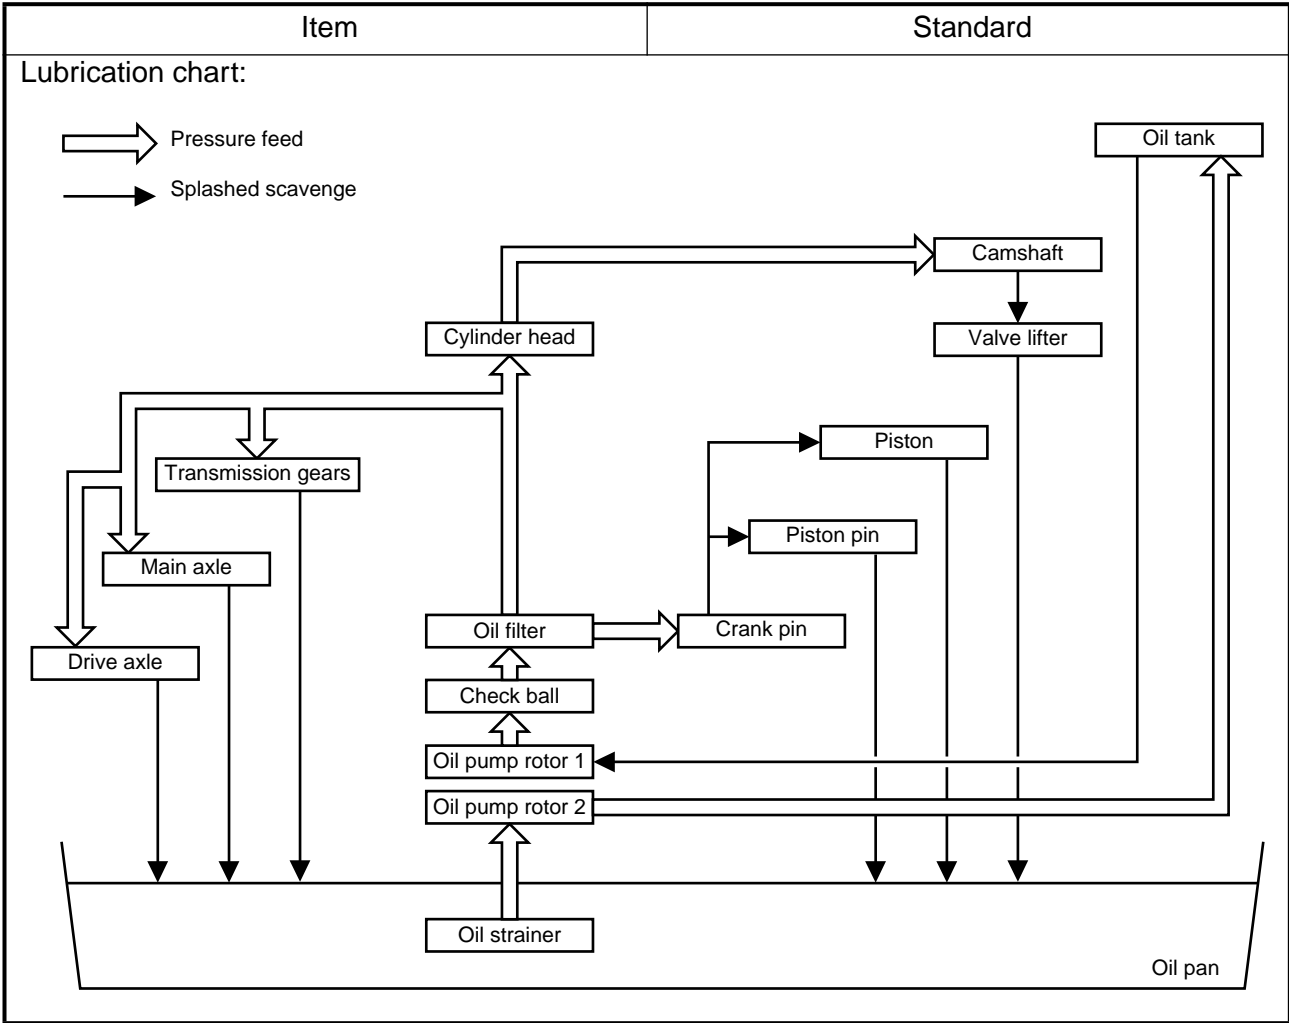 Item
Standard
Lubrication chart:
Pressure feed
Oil tank
Splashed scavenge
Camshaft
Cylinder head
Valve lifter
Piston
Transmission gears
Piston pin
Main axle
Oil filter
Crank pin
Drive axle
Check ball
Oil pump rotor 1
Oil pump rotor 2
Oil strainer
Oil pan